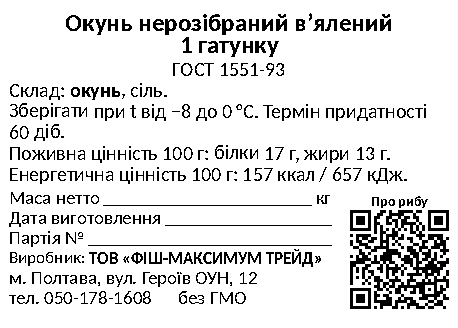 Окунь нерозібраний в’ялений
1 гатунку
ГОСТ 1551-93
Склад: окунь, сіль.
Зберігати при t від −8 до 0 °С. Термін придатності
60 діб.
Поживна цінність 100 г: білки 17 г, жири 13 г.
Енергетична цінність 100 г: 157 ккал / 657 кДж.
Маса нетто ______________________ кг
Про рибу
Дата виготовлення __________________
Партія № __________________________
Виробник: ТОВ «ФІШ-МАКСИМУМ ТРЕЙД»
м. Полтава, вул. Героїв ОУН, 12
тел. 050-178-1608 без ГМО